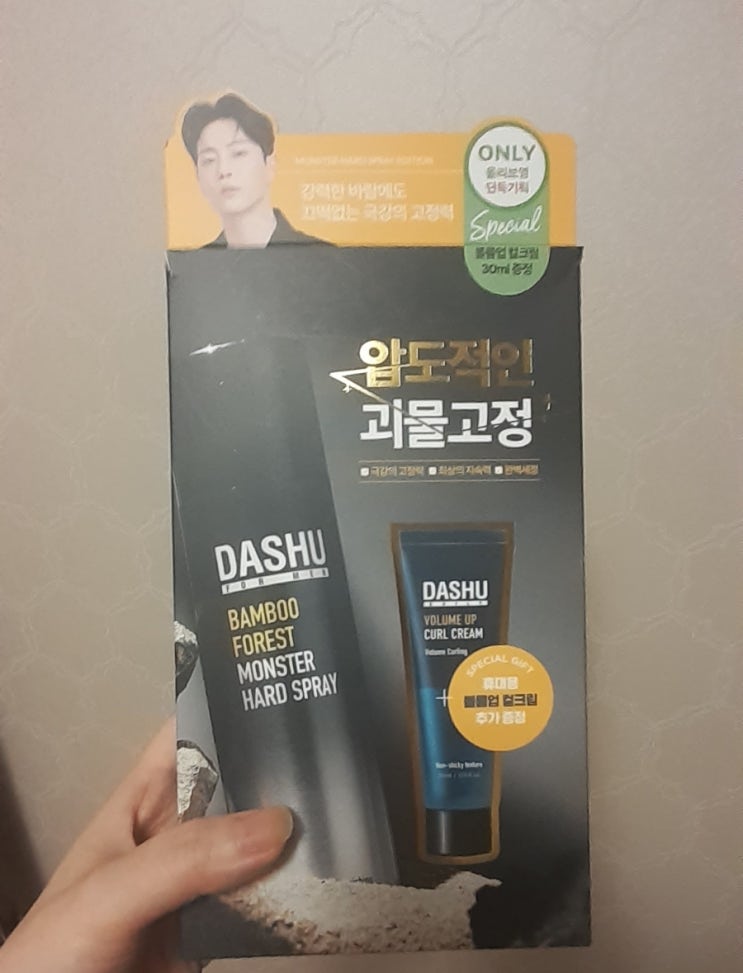 MONSTER HARD SPRAY EDITION
강력한 바람에도
끄떡없는 극강의 고정력
ONLY
올리브영
단독기획
Special
볼륨업 컬크림
30ml 증정
압도적인
괴물고정
극강의 고정력 최상의 지속력 완벽세정
DASHU
FOR MEN
BAMBOO
FOREST
MONSTER
HARD SPRAY
DASHU
VOLUME UP
CURL CREAM
Volume Curling
SPECIAL GIFT
+ 휴대용
볼륨업 컬크림
추가 증정
Non-sticky texture